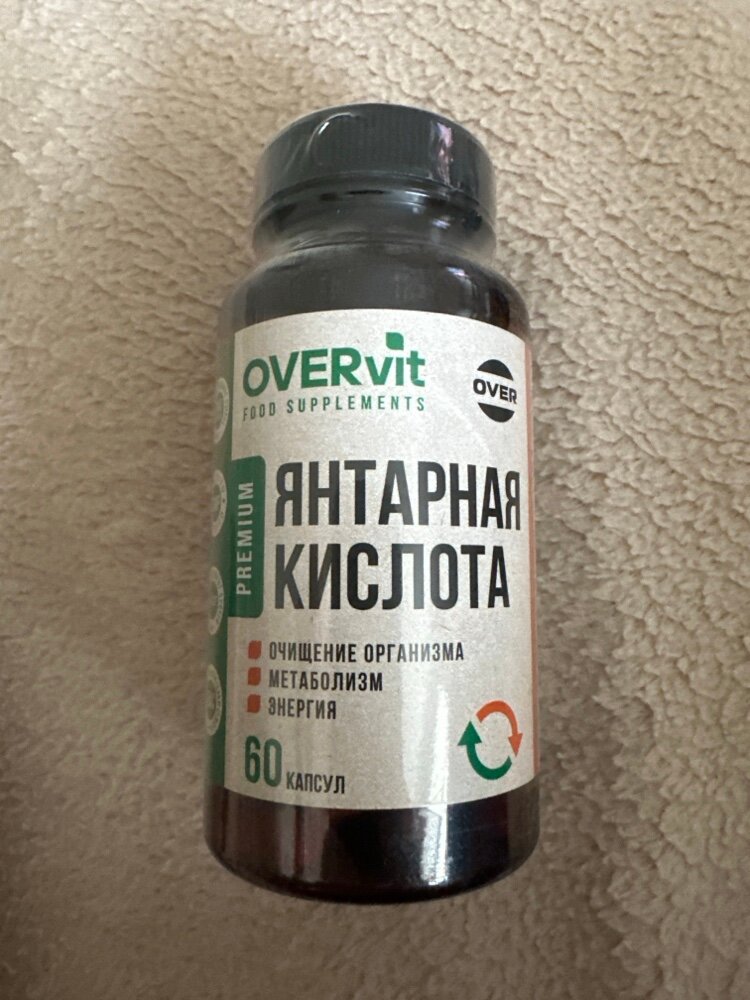 OVERvit
FOOD SUPPLEMENTS
OVER
PREMIUM
ЯНТАРНАЯ
КИСЛОТА
ОЧИЩЕНИЕ ОРГАНИЗМА
МЕТАБОЛИЗМ
ЭНЕРГИЯ
60 КАПСУЛ